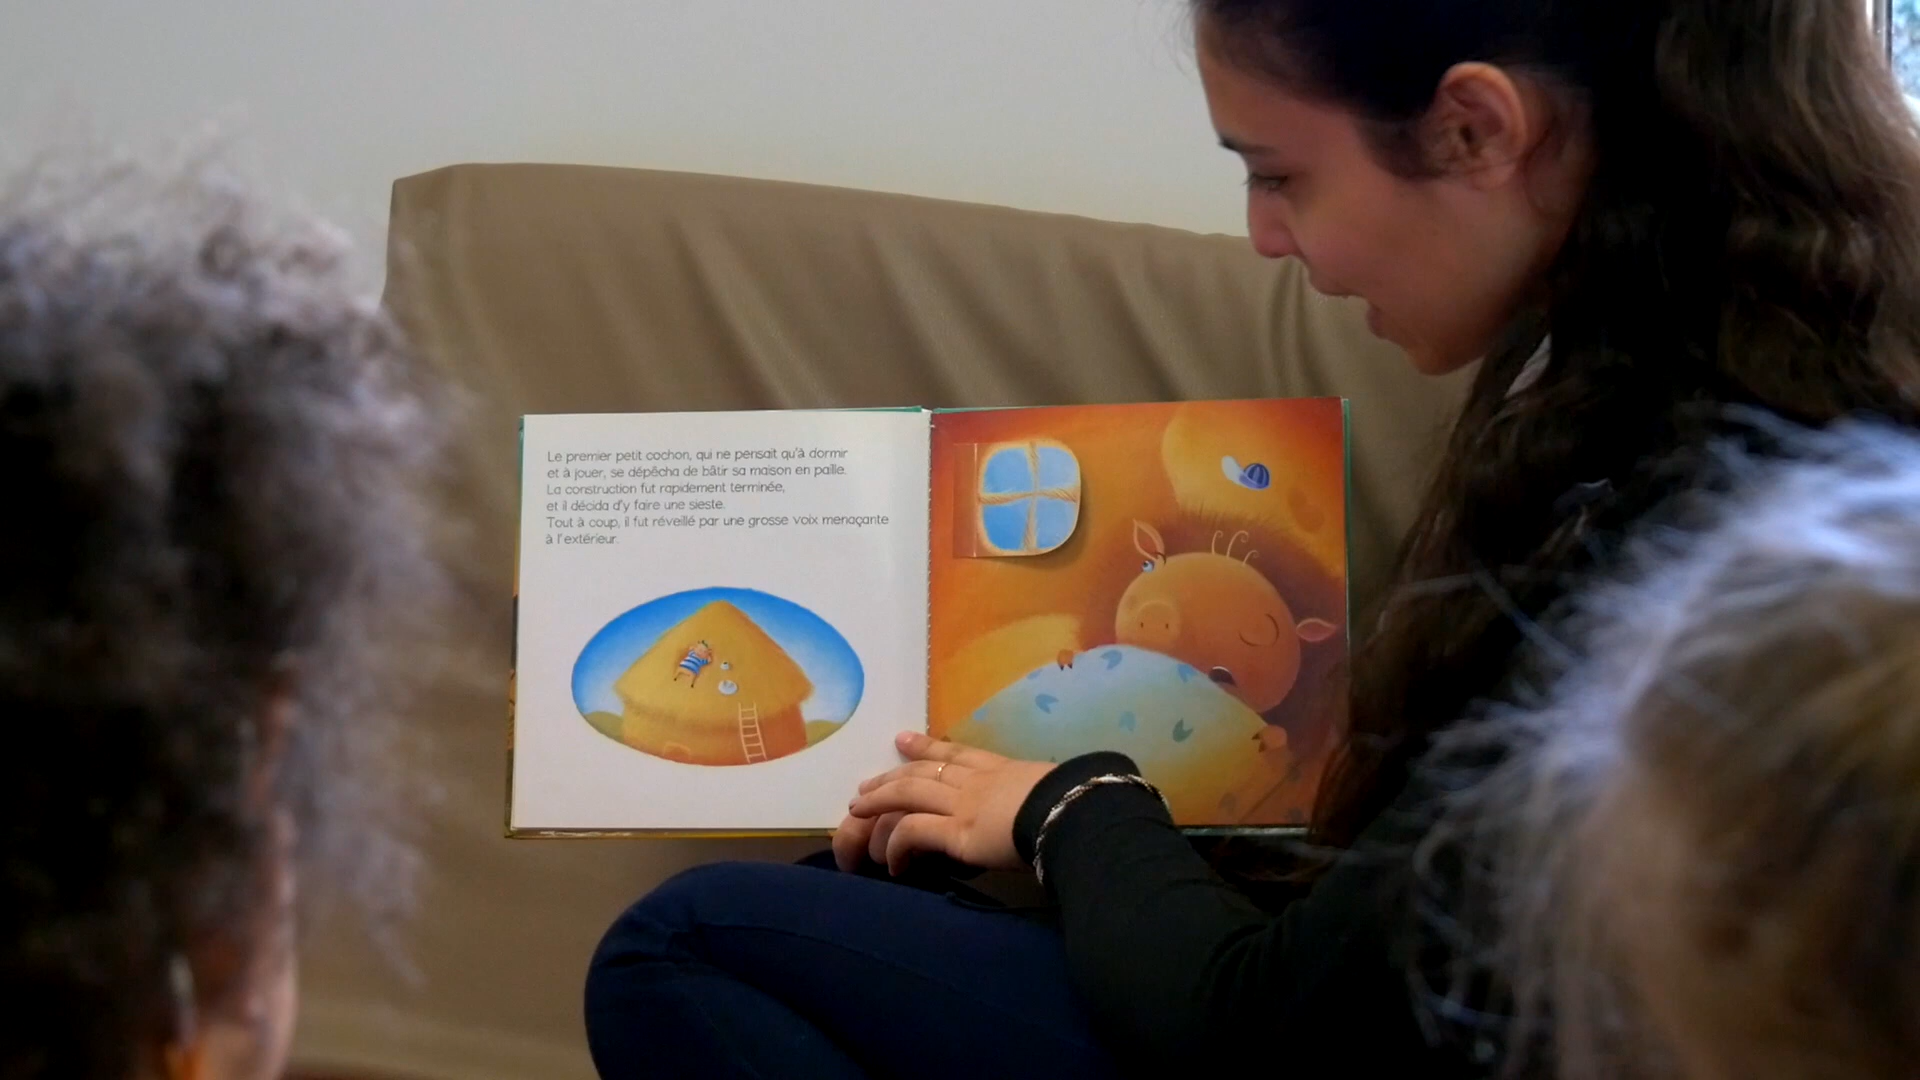 Le premier petit cochon, qui ne pensait qu'à dormir
et à jouer, se dépêcha de bâtir sa maison en paille.
La construction fut rapidement terminée,
et il décida d'y faire une sieste.
Tout à coup, il fut réveillé par une grosse voix menaçante
à l'extérieur.